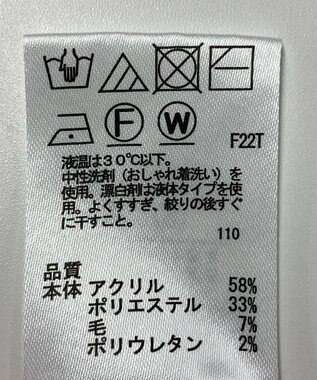 F W F22T
液温は30℃以下。
中性洗剤（おしゃれ着洗い）を
使用。漂白剤は液体タイプを使
用。よくすすぎ、絞りの後すぐ
に干すこと。
110
品質
本体 アクリル 58%
ポリエステル 33%
毛 7%
ポリウレタン 2%